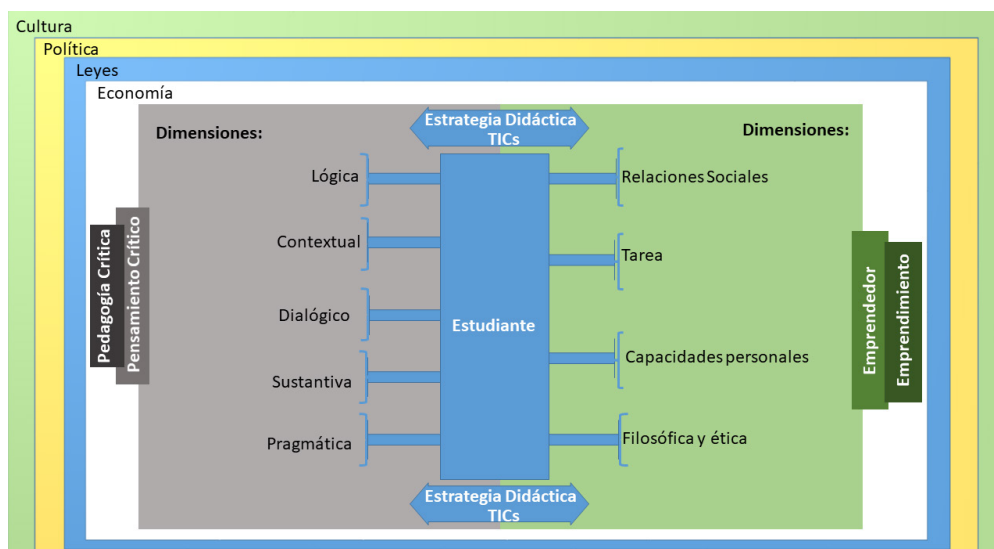 Cultura
Política
Leyes
Economía
Estrategia Didáctica
TICs
Dimensiones:
Dimensiones:
Lógica
Contextual
Dialógico
Sustantiva
Pragmática
Pedagogía Crítica
Pensamiento Crítico
Estudiante
Relaciones Sociales
Tarea
Capacidades personales
Filosófica y ética
Emprendedor
Emprendimiento
Estrategia Didáctica
TICs